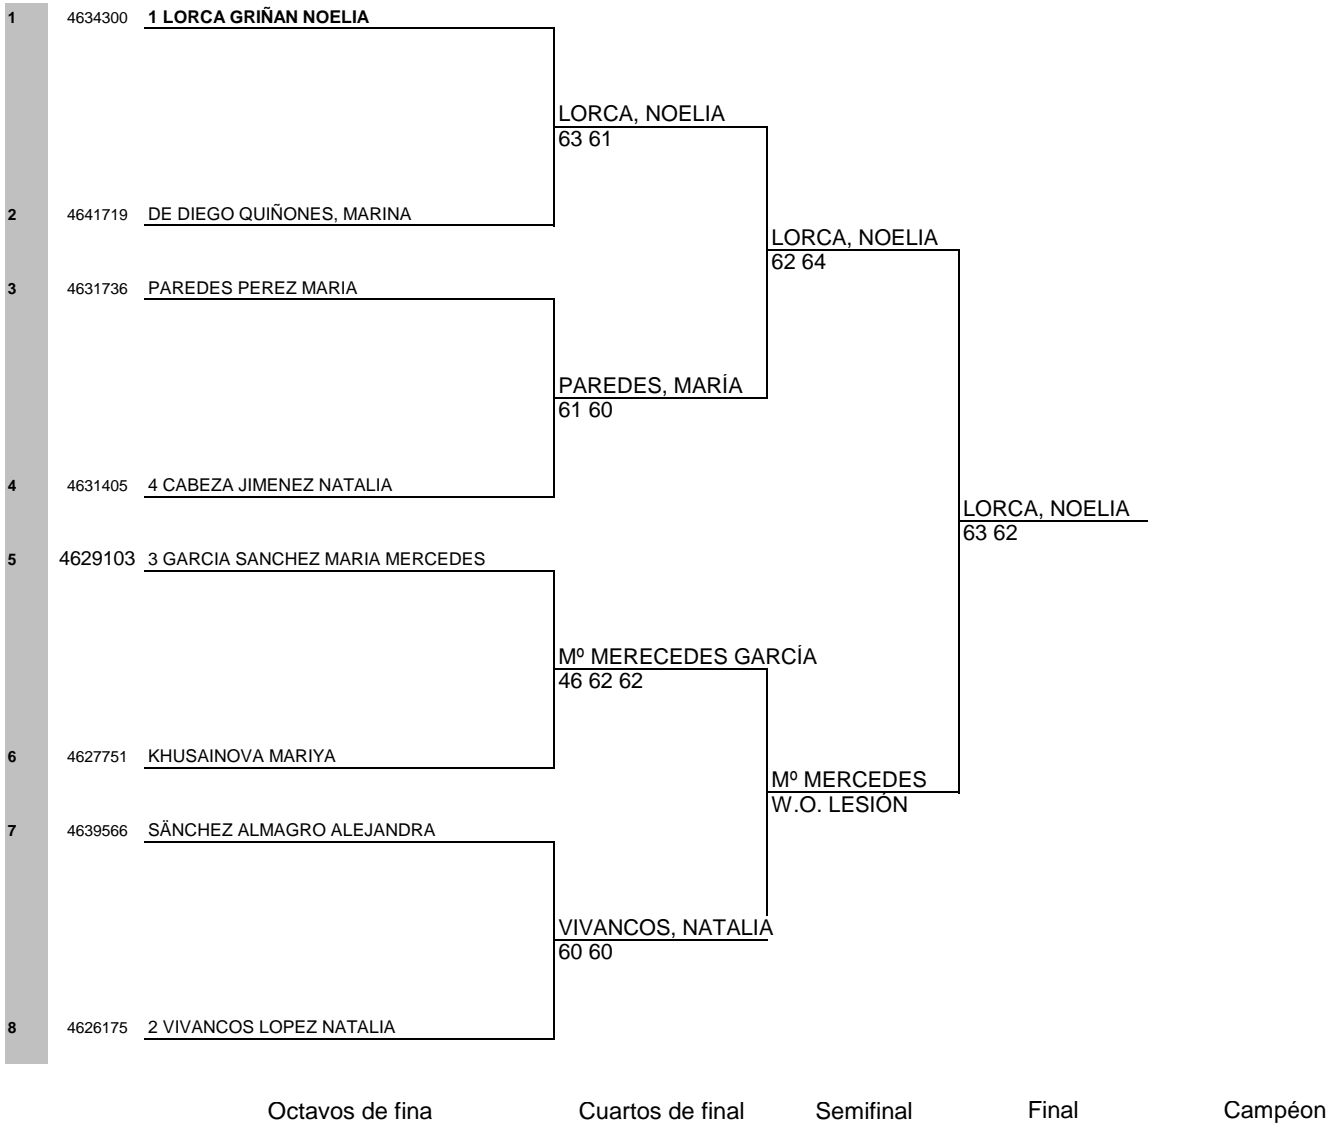 1 4634300 1 LORCA GRIÑAN NOELIA
LORCA, NOELIA
63 61
2 4641719 DE DIEGO QUIÑONES, MARINA
LORCA, NOELIA
62 64
3 4631736 PAREDES PEREZ MARIA
PAREDES, MARÍA
61 60
4 4631405 4 CABEZA JIMENEZ NATALIA
LORCA, NOELIA
63 62
5 4629103 3 GARCIA SANCHEZ MARIA MERCEDES
Mº MERECEDES GARCÍA
46 62 62
6 4627751 KHUSAINOVA MARIYA
Mº MERCEDES
W.O. LESIÓN
7 4639566 SÄNCHEZ ALMAGRO ALEJANDRA
VIVANCOS, NATALIA
60 60
8 4626175 2 VIVANCOS LOPEZ NATALIA
Octavos de fina Cuartos de final Semifinal Final Campéon